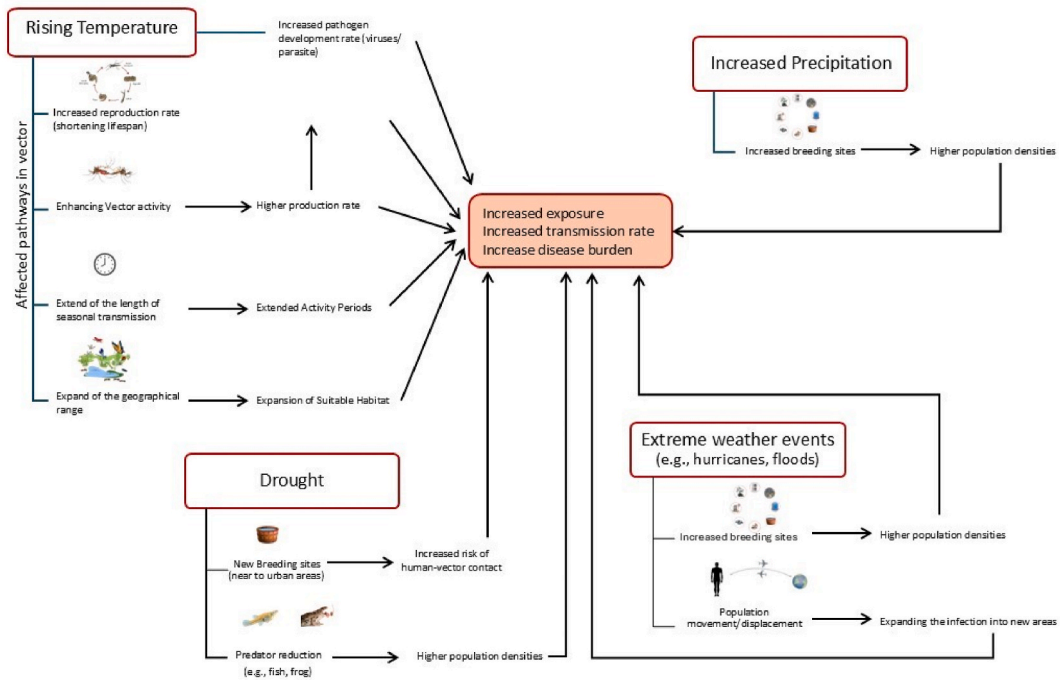 Rising Temperature
Increased pathogen
development rate (viruses/
parasite)
Affected pathways in vector
Increased reproduction rate
(shortening lifespan)
Enhancing Vector activity
Higher production rate
Extend of the length of
seasonal transmission
Extended Activity Periods
Expand of the geographical
range
Expansion of Suitable Habitat
Increased Precipitation
Increased breeding sites
Higher population densities
Increased exposure
Increased transmission rate
Increase disease burden
Drought
New Breeding sites
(near to urban areas)
Increased risk of
human-vector contact
Predator reduction
(e.g., fish, frog)
Higher population densities
Extreme weather events
(e.g., hurricanes, floods)
Increased breeding sites
Higher population densities
Population
movement/displacement
Expanding the infection into new areas